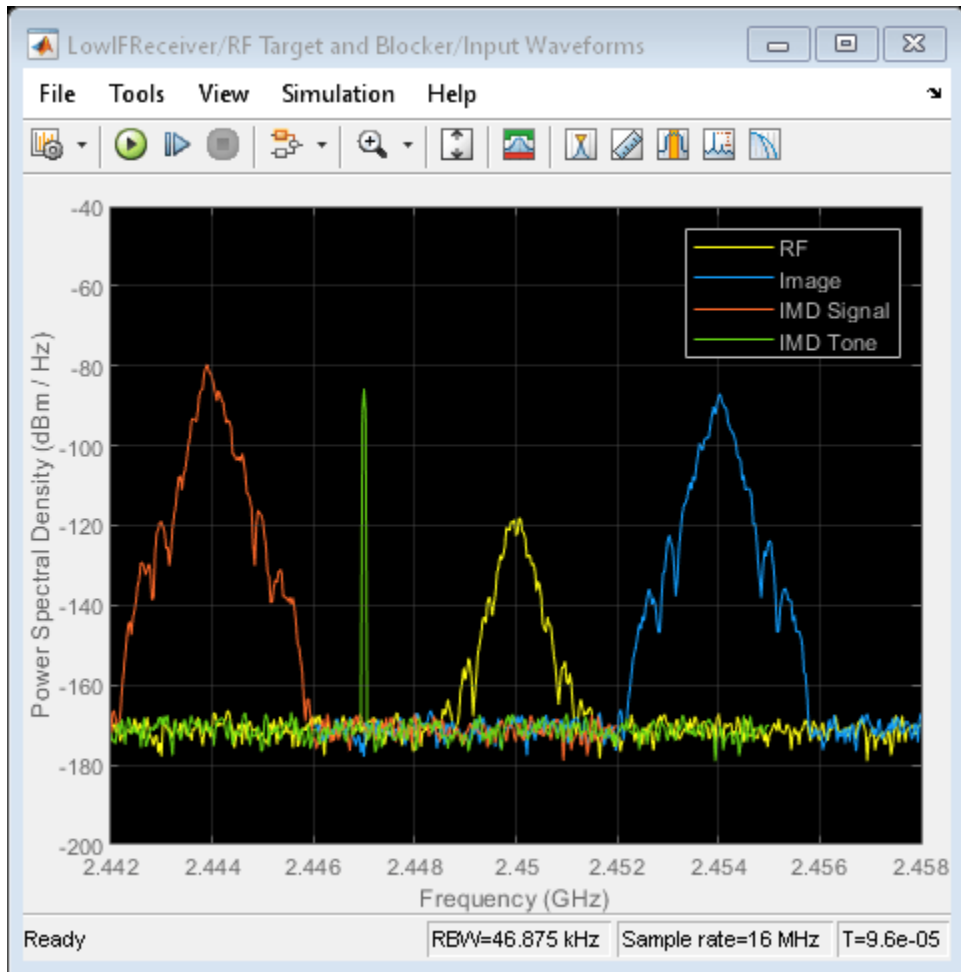 LowIFReceiver/RF Target and Blocker/Input Waveforms
File Tools View Simulation Help
-40
-60
-80
-100
-120
-140
-160
-180
-200
Power Spectral Density (dBm / Hz)
RF
Image
IMD Signal
IMD Tone
2.442 2.444 2.446 2.448 2.45 2.452 2.454 2.456 2.458
Frequency (GHz)
Ready RBW=46.875 kHz Sample rate=16 MHz T=9.6e-05